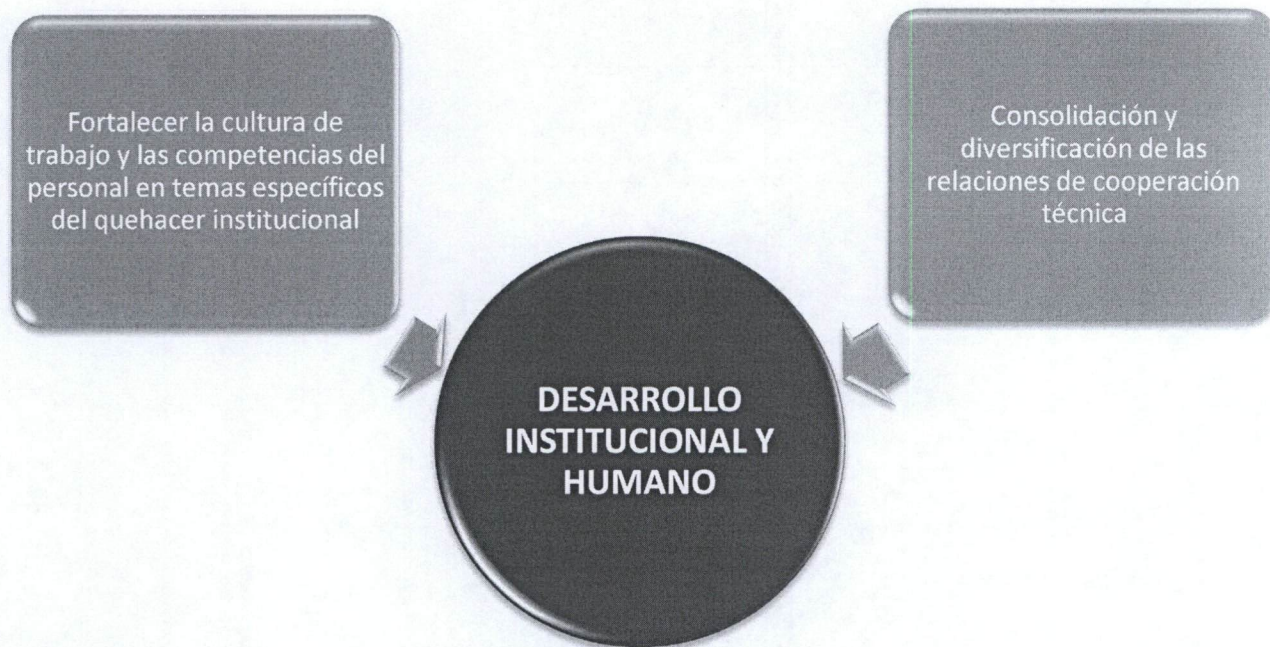 Fortalecer la cultura de
trabajo y las competencias del
personal en temas específicos
del quehacer institucional
Consolidación y
diversificación de las
relaciones de cooperación
técnica
DESARROLLO
INSTITUCIONAL Y
HUMANO